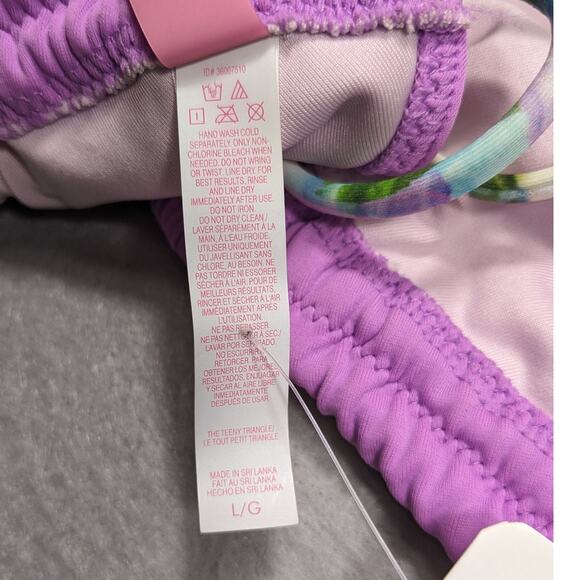 ID# 36007510
HAND WASH COLD
SEPARATELY. ONLY NON-
CHLORINE BLEACH WHEN
NEEDED. DO NOT WRING
OR TWIST. LINE DRY. FOR
BEST RESULTS, RINSE
AND LINE DRY
IMMEDIATELY AFTER USE.
DO NOT IRON.
DO NOT DRY CLEAN./
LAVER SÉPARÉMENT À LA
MAIN, À L'EAU FROIDE.
UTILISER UNIQUEMENT
DU JAVELLISANT SANS
CHLORE, AU BESOIN. NE
PAS TORDRE NI ESSORER
SÉCHER À L'AIR. POUR DE
MEILLEURS RÉSULTATS,
RINCER ET SÉCHER À L'AIR
IMMÉDIATEMENT APRÈS
L'UTILISATION.
NE PAS REPASSER
NE PAS NETTOYER À SEC./
LAVAR POR SEPARADO.
NO ESCURRIR
RETORCER. PARA
OBTENER LOS MEJORES
RESULTADOS, ENJUAGAR
Y SECAR AL AIRE LIBRE
INMEDIATAMENTE
DESPUÉS DE USAR.
THE TEENY TRIANGLE/
LE TOUT PETIT TRIANGLE
MADE IN SRI LANKA
FAIT AU SRI LANKA
HECHO EN SRI LANKA
L/G